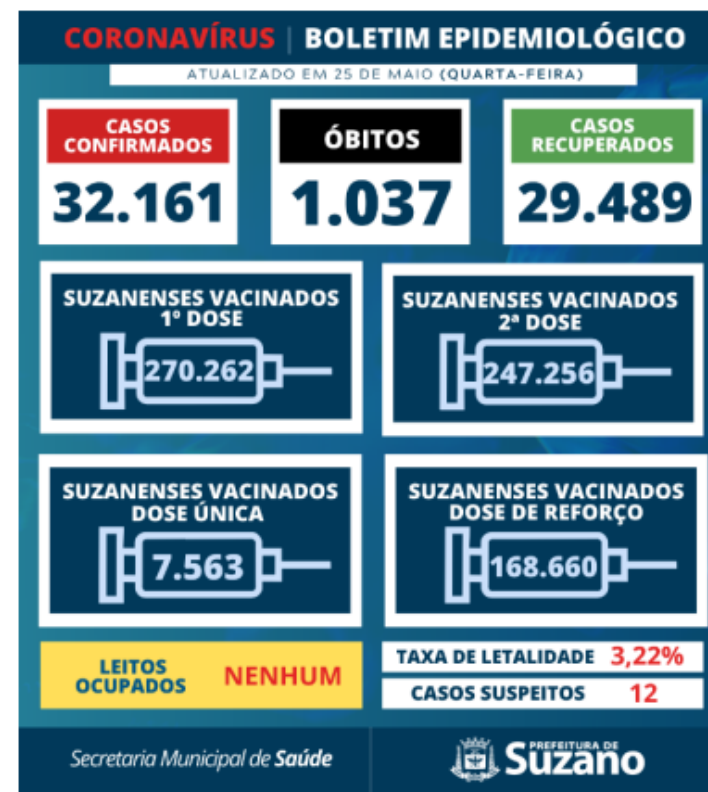 CORONAVÍRUS | BOLETIM EPIDEMIOLÓGICO
ATUALIZADO EM 25 DE MAIO (QUARTA-FEIRA)
CASOS
CONFIRMADOS
32.161
ÓBITOS
1.037
CASOS
RECUPERADOS
29.489
SUZANENSES VACINADOS
1º DOSE
270.262
SUZANENSES VACINADOS
2ª DOSE
247.256
SUZANENSES VACINADOS
DOSE ÚNICA
7.563
SUZANENSES VACINADOS
DOSE DE REFORÇO
168.660
LEITOS
OCUPADOS
NENHUM
TAXA DE LETALIDADE 3,22%
CASOS SUSPEITOS 12
Secretaria Municipal de Saúde
PREFEITURA DE
Suzano